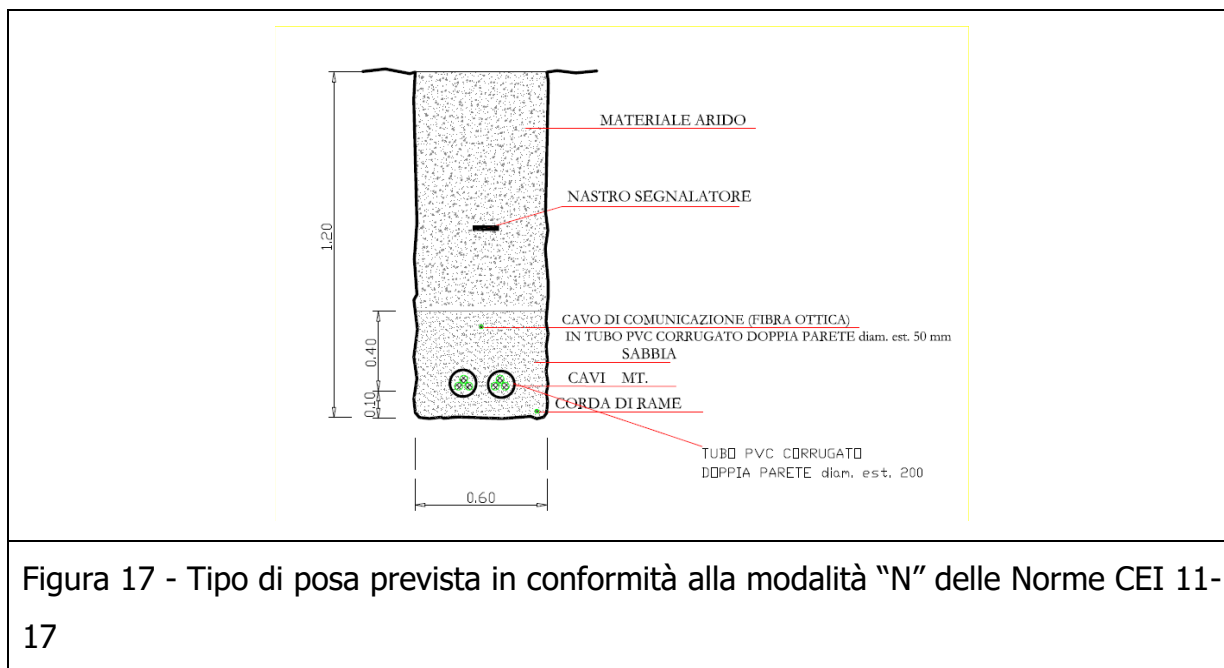 MATERIALE ARIDO
NASTRO SEGNALATORE
1.20
CAVO DI COMUNICAZIONE (FIBRA OTTICA)
IN TUBO PVC CORRUGATO DOPPIA PARETE diam. est. 50 mm
SABBIA
0.40
CAVI MT.
0.10
CORDA DI RAME
TUBO PVC CORRUGATO
DOPPIA PARETE diam. est. 200
0.60
Figura 17 - Tipo di posa prevista in conformità alla modalità “N” delle Norme CEI 11-
17